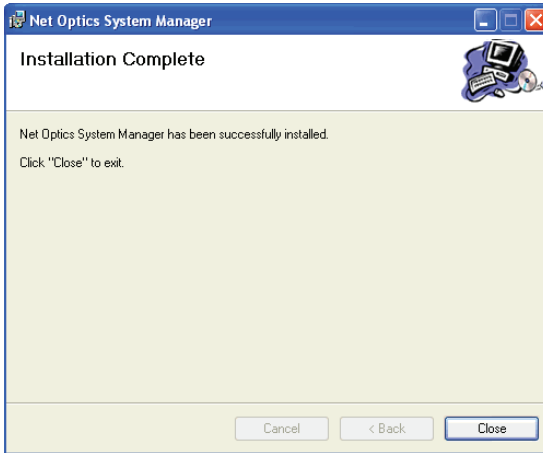 Net Optics System Manager
Installation Complete
Net Optics System Manager has been successfully installed.
Click "Close" to exit.
Cancel
< Back
Close